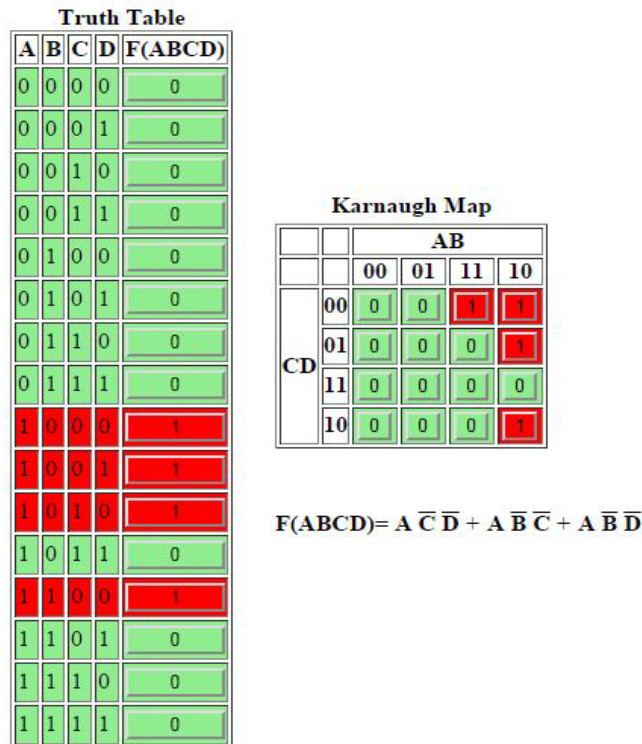 Truth Table
A B C D F(ABCD)
0 0 0 0 0
0 0 0 1 0
0 0 1 0 0
0 0 1 1 0
0 1 0 0 0
0 1 0 1 0
0 1 1 0 0
0 1 1 1 0
1 0 0 0 1
1 0 0 1 1
1 0 1 0 1
1 0 1 1 0
1 1 0 0 1
1 1 0 1 0
1 1 1 0 0
1 1 1 1 0
Karnaugh Map
AB
00 01 11 10
CD
00 0 0 1 1
01 0 0 0 1
11 0 0 0 0
10 0 0 0 1
F(ABCD)= A C̅ D̅ + A B̅ C̅ + A B̅ D̅